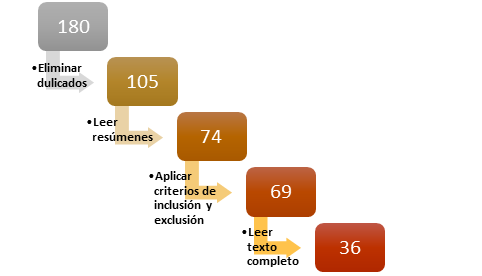 180
•Eliminar
dulicados
105
•Leer
resúmenes
74
•Aplicar
criterios de
inclusión y
exclusión
69
•Leer
texto
completo
36